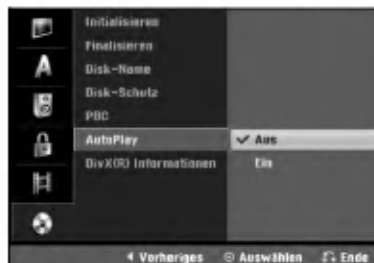 Initialisieren
Finalisieren
Disk-Name
Disk-Schutz
PBC
AutoPlay
Aus
DivX(R) Informationen
Ein
Vorheriges
Auswählen
Ende